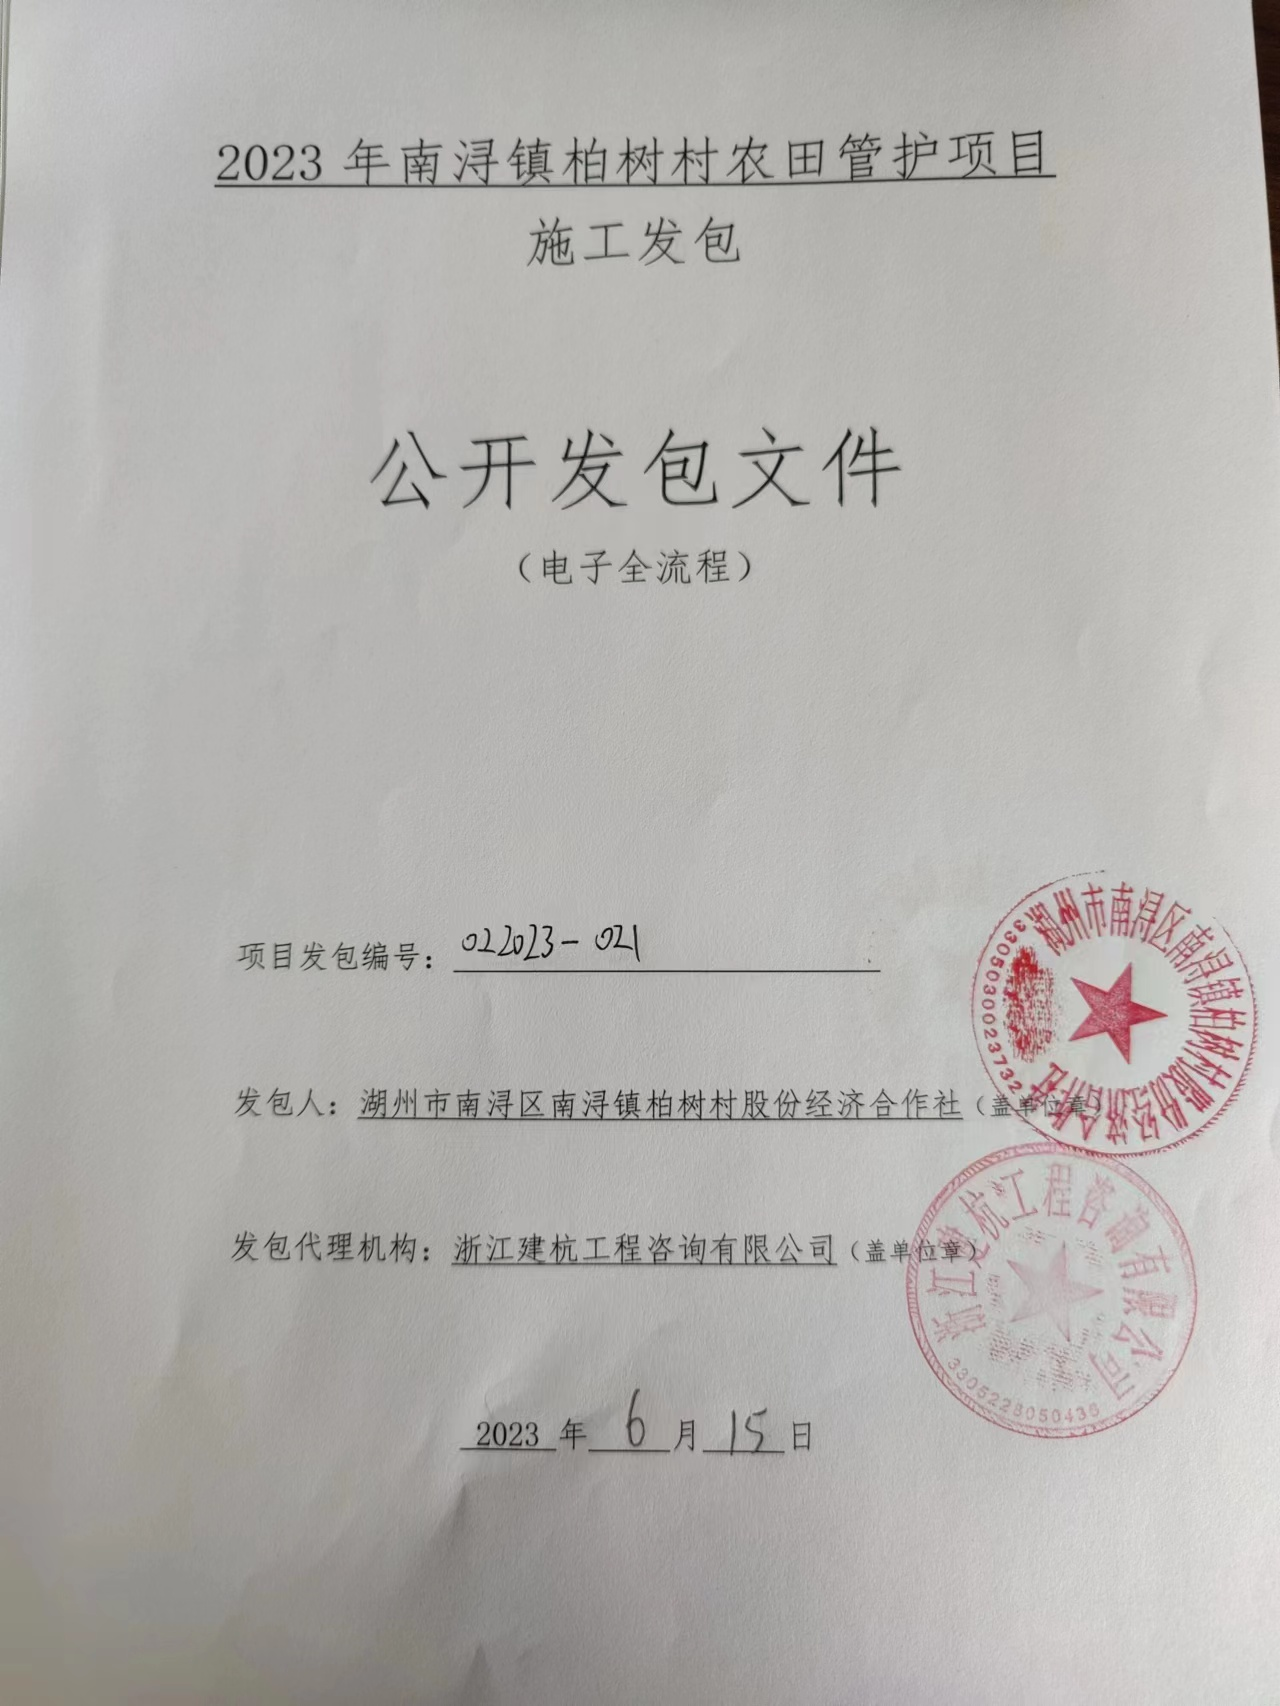 2023 年南浔镇柏树村农田管护项目
施工发包
公开发包文件
（电子全流程）
项目发包编号：022023-021
发包人：湖州市南浔区南浔镇柏树村股份经济合作社（盖单位章）
发包代理机构：浙江建杭工程咨询有限公司（盖单位章）
2023 年 6 月 15 日
湖州市南浔区南浔镇柏树村股份经济合作社
3305030023732
浙江建杭工程咨询有限公司
3305228050436